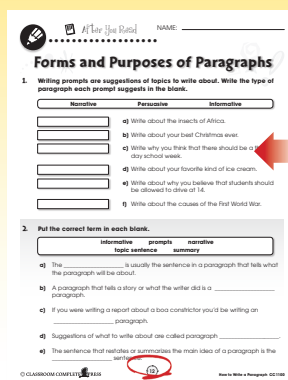 After You Read
NAME:
Forms and Purposes of Paragraphs
1. Writing prompts are suggestions of topics to write about. Write the type of
paragraph each prompt suggests in the blank.
Narrative Persuasive Informative
a) Write about the insects of Africa.
b) Write about your best Christmas ever.
c) Write why you think that there should be a
day school week.
d) Write about your favorite kind of ice cream.
e) Write about why you believe that students should
be allowed to drive at 14.
f) Write about the causes of the First World War.
2. Put the correct term in each blank.
informative prompts narrative
topic sentence summary
a) The ____ is usually the sentence in a paragraph that tells what
the paragraph will be about.
b) A paragraph that tells a story or what the writer did is a ____
paragraph.
c) If you were writing a report about a boa constrictor you'd be writing an
____ paragraph.
d) Suggestions of what to write about are called paragraph ____.
e) The sentence that restates or summarizes the main idea of a paragraph is the
____ sentence.
© CLASSROOM COMPLETE PRESS 12 How to Write a Paragraph CC1100